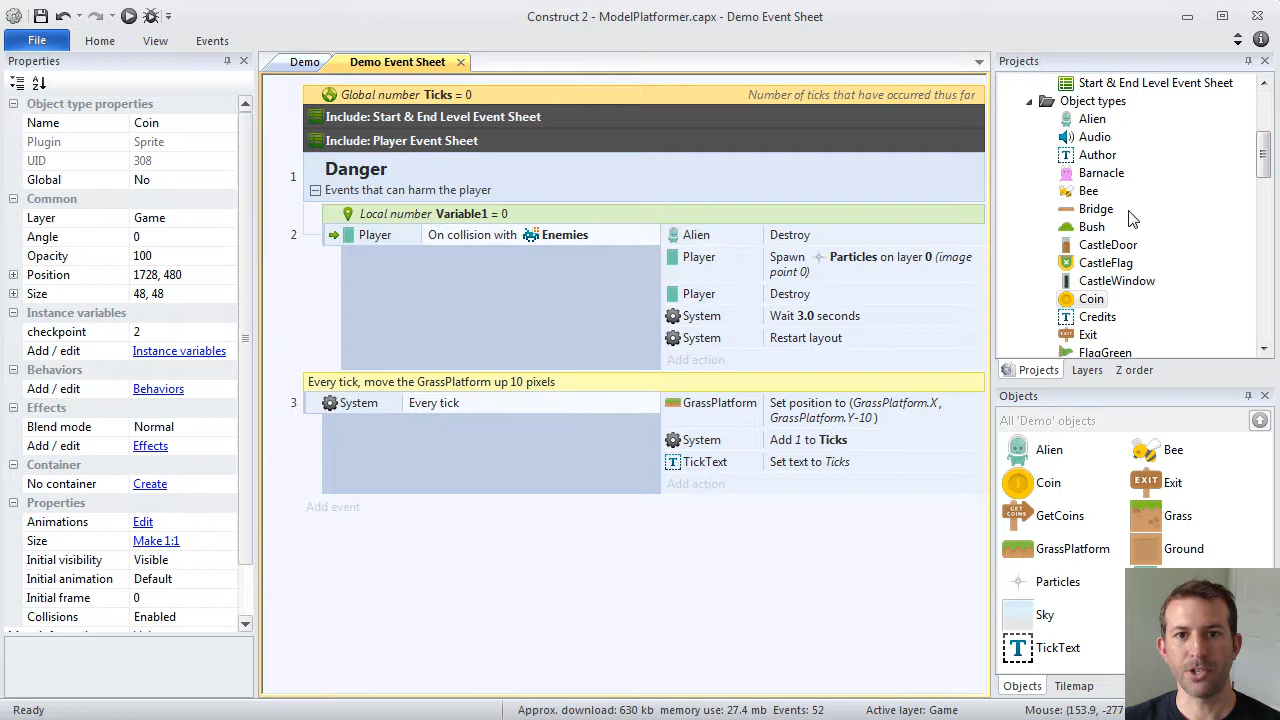 Construct 2 - ModelPlatformer.capx - Demo Event Sheet
File
Home
View
Events
Properties
Object type properties
Name Coin
Plugin Sprite
UID 308
Global No
Common
Layer Game
Angle 0
Opacity 100
Position 1728, 480
Size 48, 48
Instance variables
checkpoint 2
Add / edit Instance variables
Behaviors
Add / edit Behaviors
Effects
Blend mode Normal
Add / edit Effects
Container
No container Create
Properties
Animations Edit
Size Make 1:1
Initial visibility Visible
Initial animation Default
Initial frame 0
Collisions Enabled
Demo
Demo Event Sheet
Global number Ticks = 0
Number of ticks that have occurred thus far
Include: Start & End Level Event Sheet
Include: Player Event Sheet
1
Danger
Events that can harm the player
Local number Variable1 = 0
2
Player On collision with Enemies
Alien Destroy
Player Spawn Particles on layer 0 (image
point 0)
Player Destroy
System Wait 3.0 seconds
System Restart layout
Add action
Every tick, move the GrassPlatform up 10 pixels
3
System Every tick
GrassPlatform Set position to (GrassPlatform.X,
GrassPlatform.Y-10 )
System Add 1 to Ticks
T TickText Set text to Ticks
Add action
Add event
Projects
Start & End Level Event Sheet
Object types
Alien
Audio
T Author
Barnacle
Bee
Bridge
Bush
CastleDoor
CastleFlag
CastleWindow
Coin
T Credits
Exit
FlagGreen
Projects
Layers
Z order
Objects
All 'Demo' objects
Alien
Bee
Coin
EXIT Exit
GET COINS GetCoins
Grass
GrassPlatform
Ground
Particles
Sky
T TickText
Objects
Tilemap
Ready
Approx. download: 630 kb memory use: 27.4 mb Events: 52
Active layer: Game
Mouse: (153.9, -277